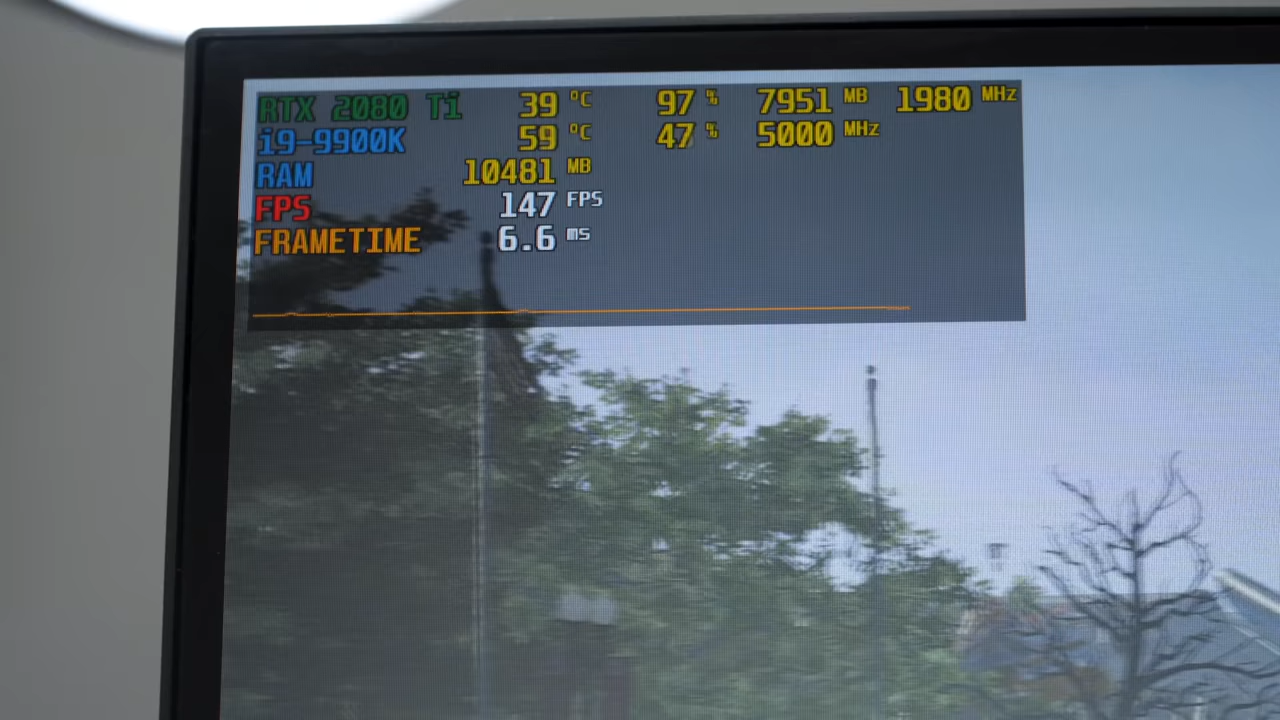 RTX 2080 Ti 39 °C 97 % 7951 MB 1980 MHz
i9-9900K 59 °C 47 % 5000 MHz
RAM 10481 MB
FPS 147 FPS
FRAMETIME 6.6 ms